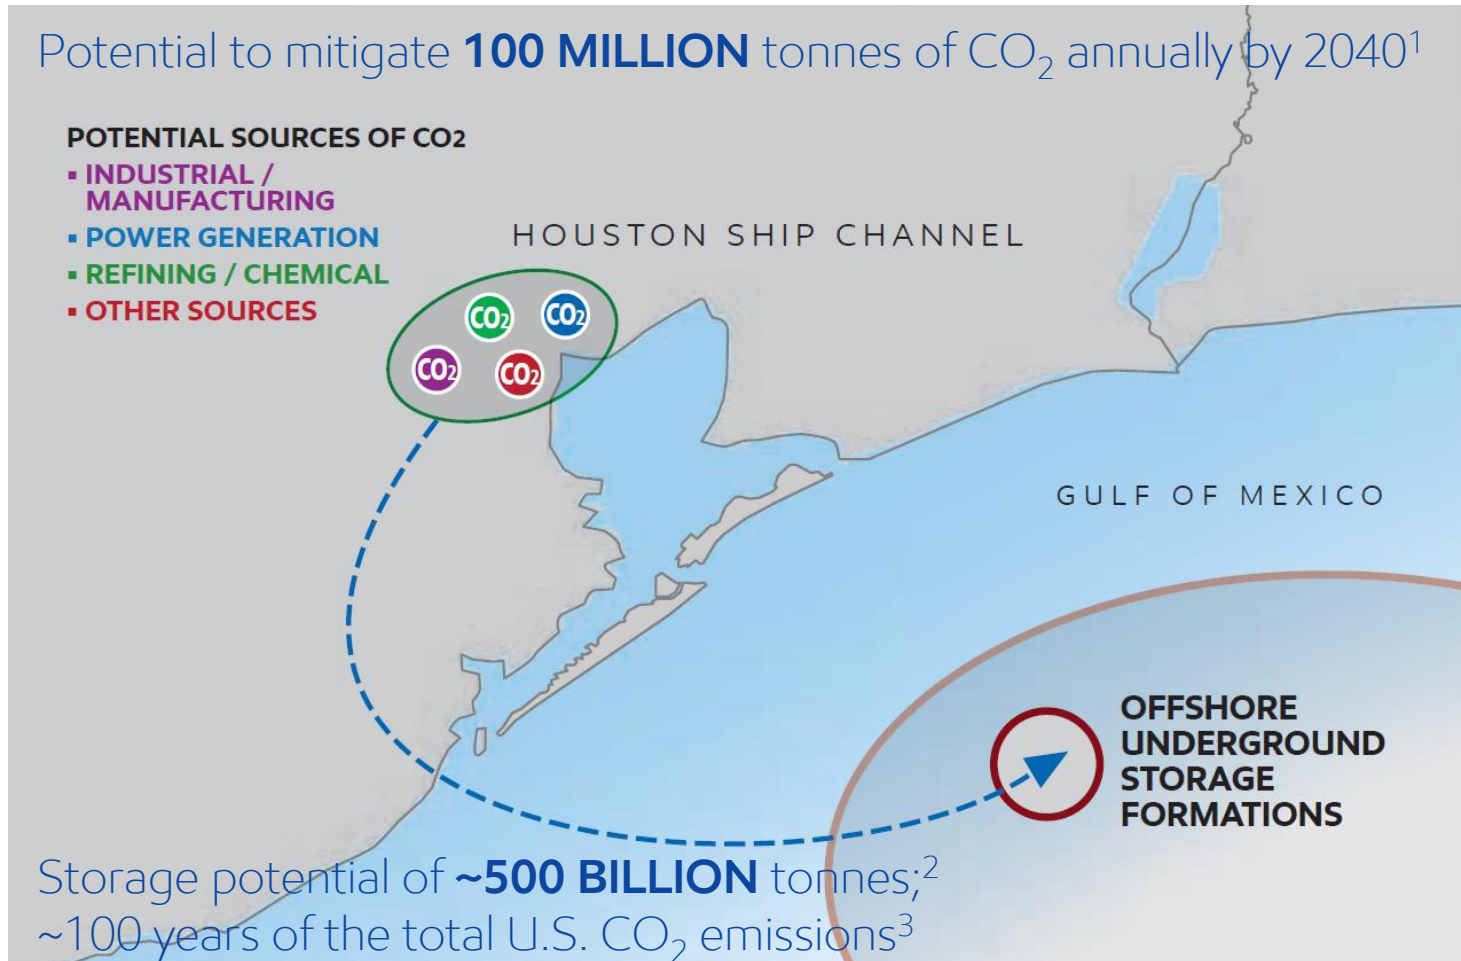 Potential to mitigate 100 MILLION tonnes of CO₂ annually by 2040¹
POTENTIAL SOURCES OF CO2
▪ INDUSTRIAL /
MANUFACTURING
▪ POWER GENERATION
▪ REFINING / CHEMICAL
▪ OTHER SOURCES
HOUSTON SHIP CHANNEL
CO₂
CO₂
CO₂
CO₂
GULF OF MEXICO
OFFSHORE
UNDERGROUND
STORAGE
FORMATIONS
Storage potential of ~500 BILLION tonnes;²
~100 years of the total U.S. CO₂ emissions³